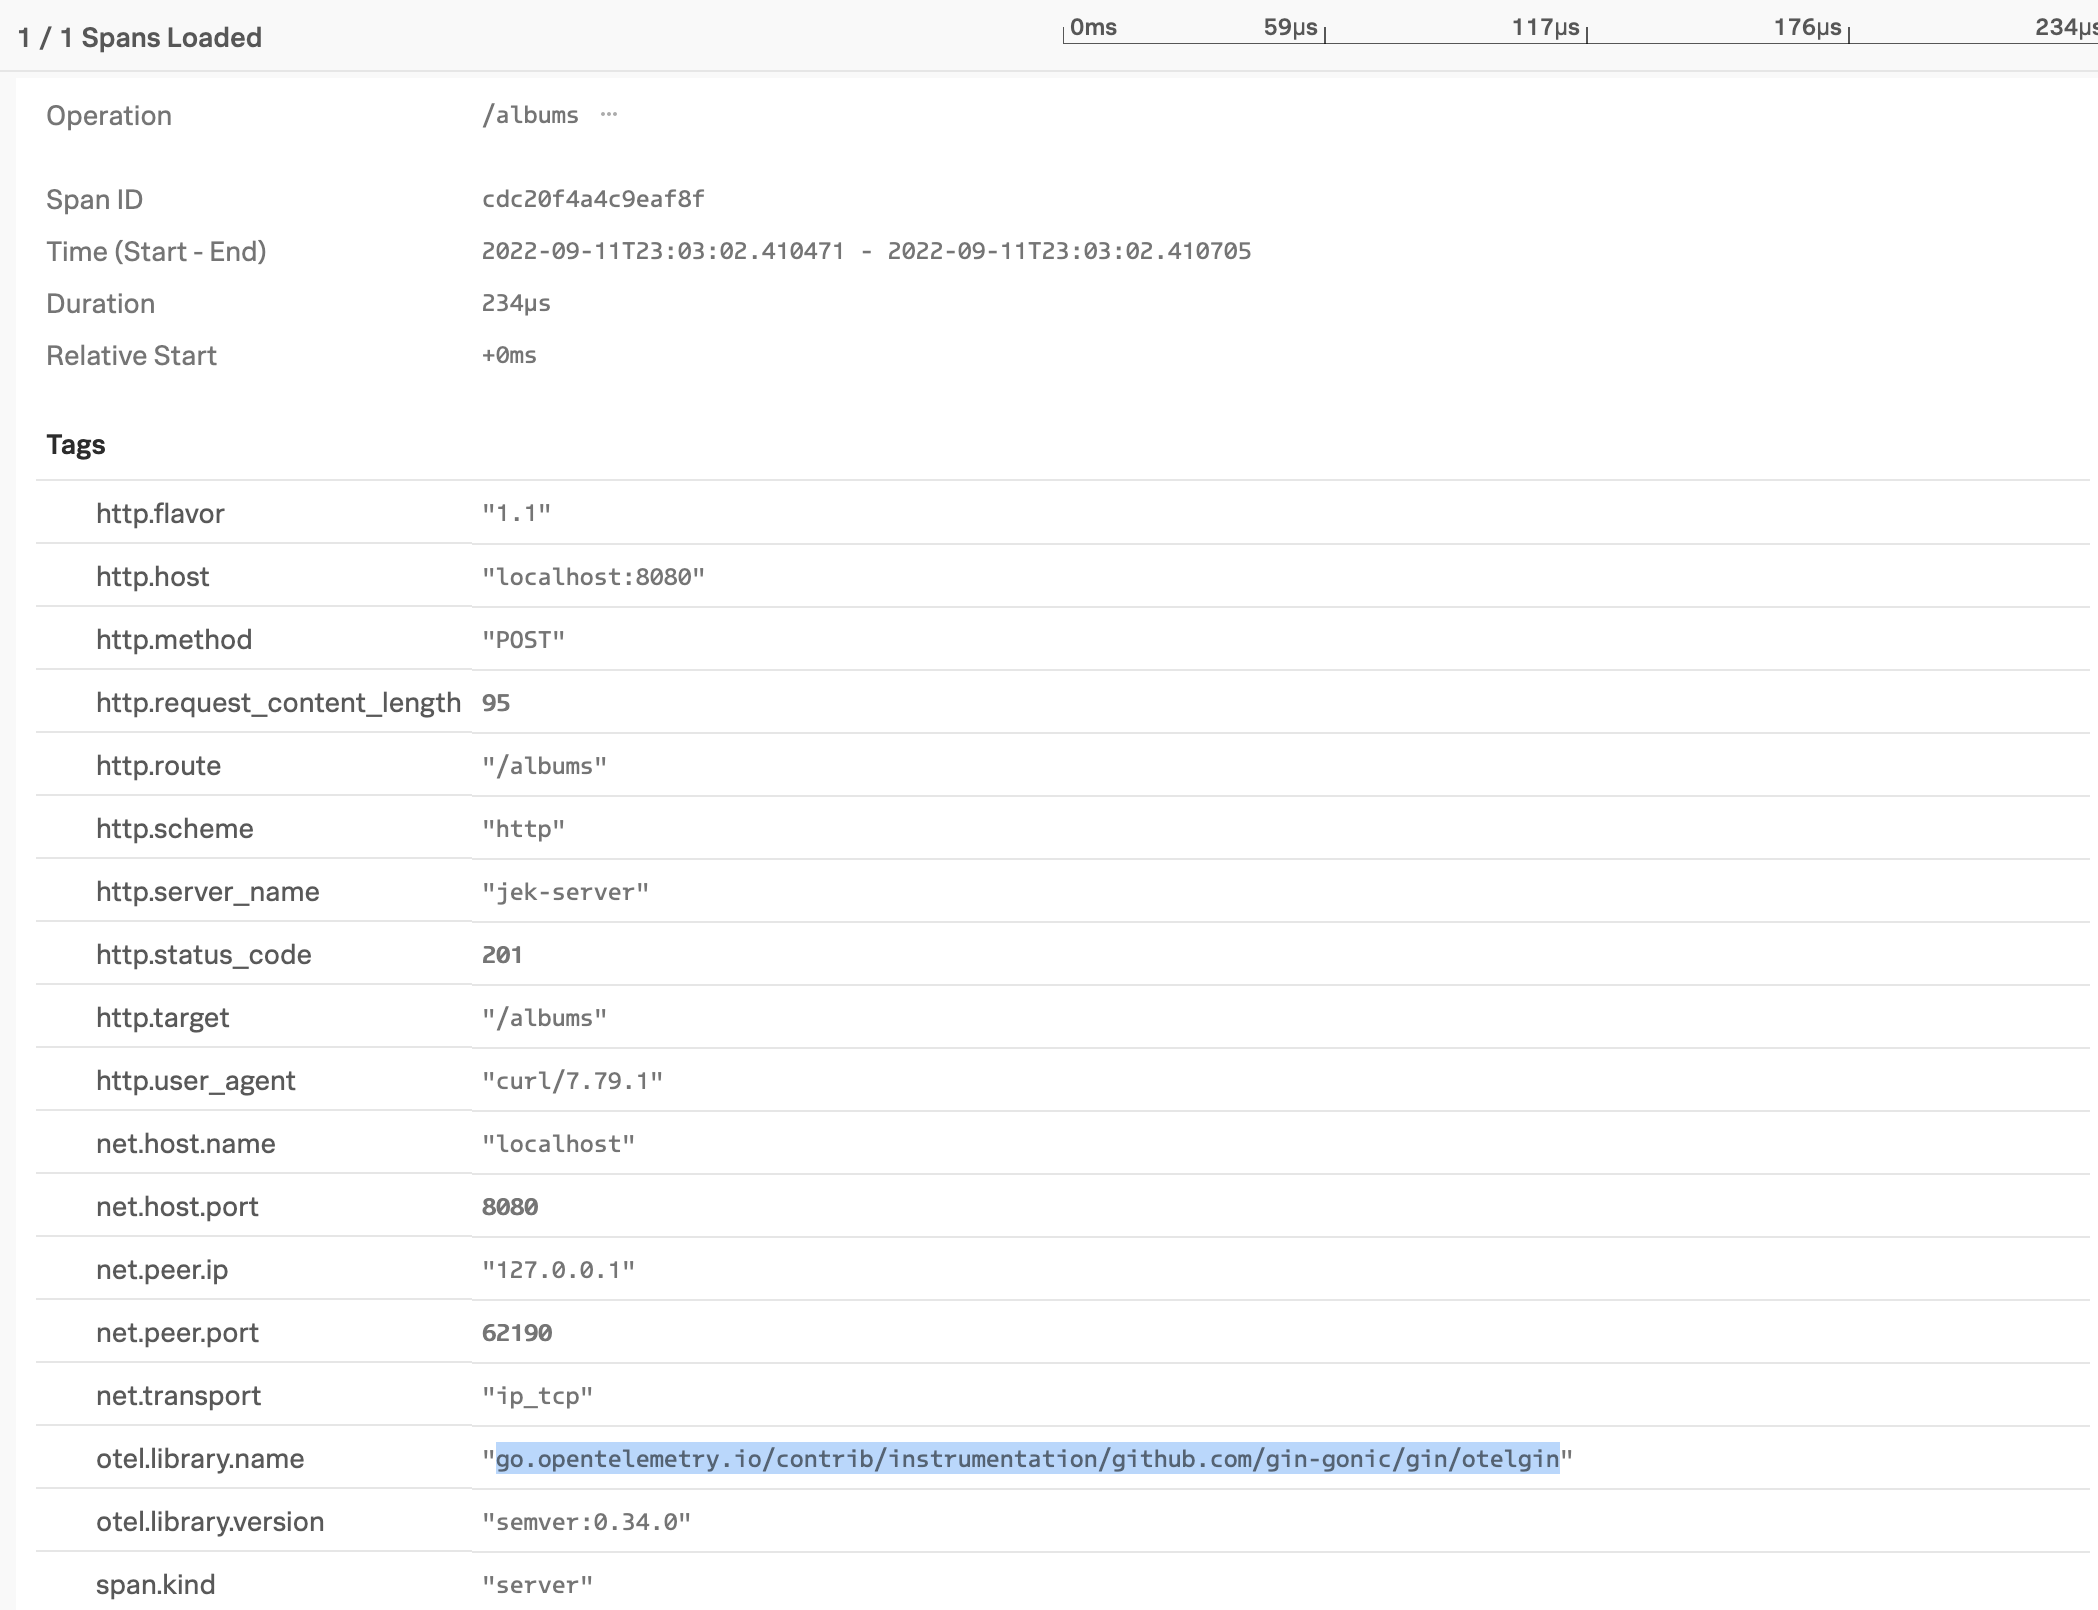 1 / 1 Spans Loaded
0ms 59μs 117μs 176μs 234μs
Operation /albums ···
Span ID cdc20f4a4c9eaf8f
Time (Start - End) 2022-09-11T23:03:02.410471 - 2022-09-11T23:03:02.410705
Duration 234μs
Relative Start +0ms
Tags
http.flavor "1.1"
http.host "localhost:8080"
http.method "POST"
http.request_content_length 95
http.route "/albums"
http.scheme "http"
http.server_name "jek-server"
http.status_code 201
http.target "/albums"
http.user_agent "curl/7.79.1"
net.host.name "localhost"
net.host.port 8080
net.peer.ip "127.0.0.1"
net.peer.port 62190
net.transport "ip_tcp"
otel.library.name "go.opentelemetry.io/contrib/instrumentation/github.com/gin-gonic/gin/otelgin"
otel.library.version "semver:0.34.0"
span.kind "server"